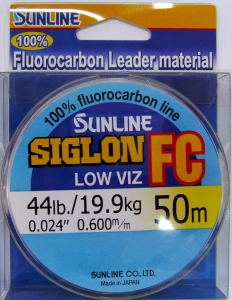 SUNLINE
100%
Fluorocarbon Leader material
100% fluorocarbon line
SUNLINE
SIGLON FC
LOW VIZ
44lb./19.9kg 50m
0.024" 0.600m/m
SUNLINE CO., LTD.
Made in JAPAN